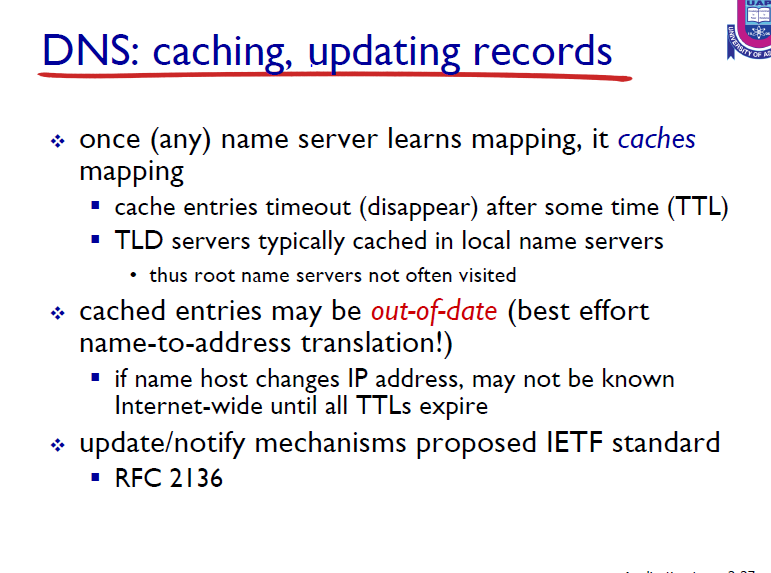 DNS: caching, updating records
UAP
UNIVERSITY OF AS
❖ once (any) name server learns mapping, it caches
mapping
▪ cache entries timeout (disappear) after some time (TTL)
▪ TLD servers typically cached in local name servers
• thus root name servers not often visited
❖ cached entries may be out-of-date (best effort
name-to-address translation!)
▪ if name host changes IP address, may not be known
Internet-wide until all TTLs expire
❖ update/notify mechanisms proposed IETF standard
▪ RFC 2136